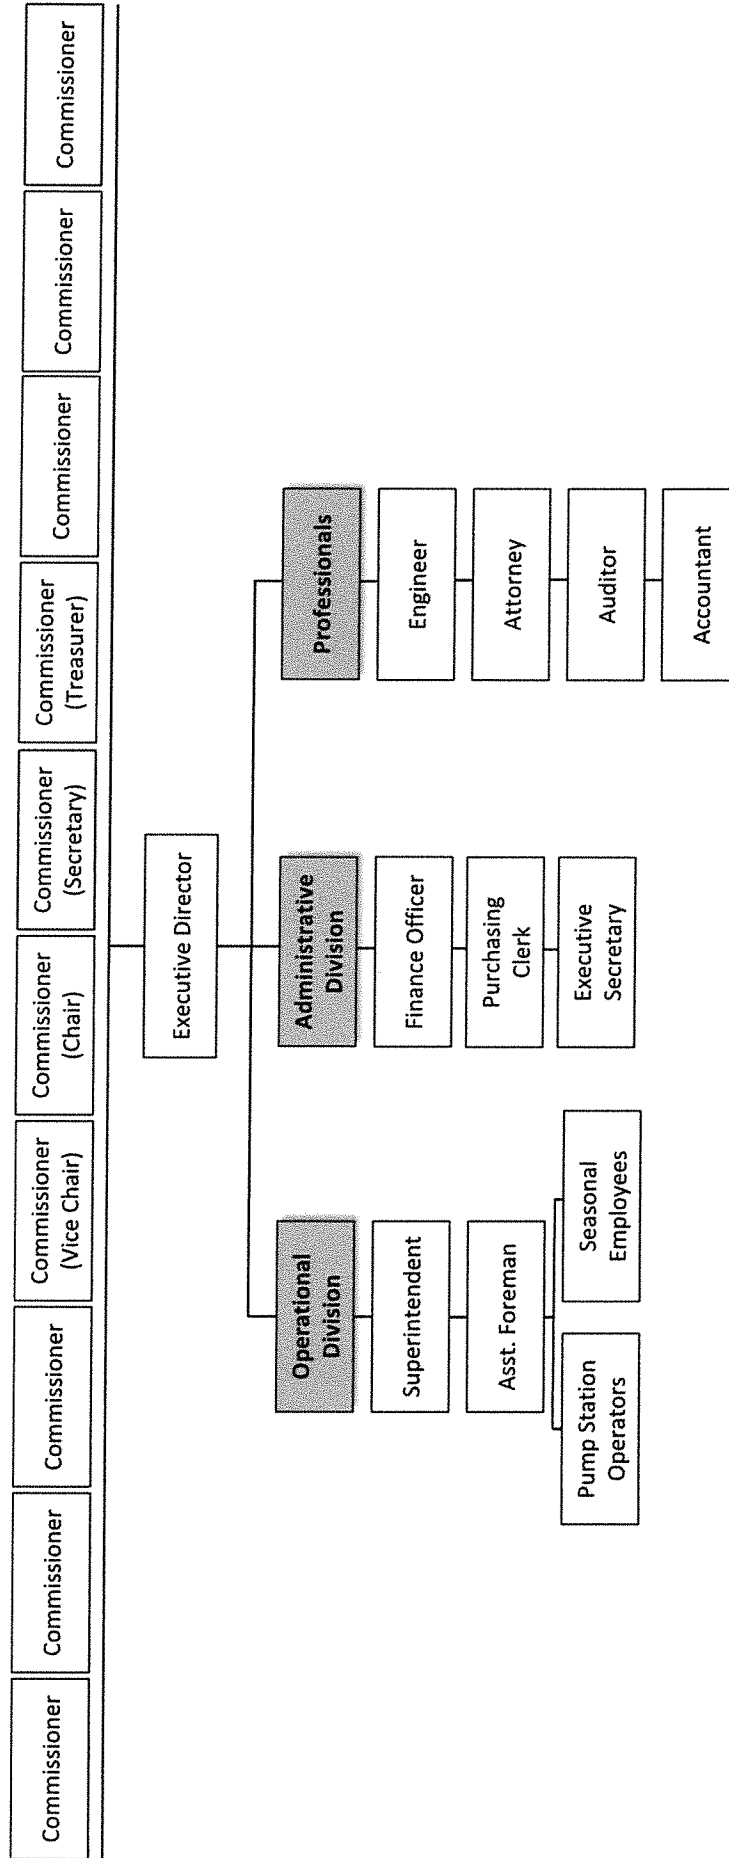 Commissioner
Commissioner
Commissioner
Commissioner
(Vice Chair)
Commissioner
(Chair)
Commissioner
(Secretary)
Commissioner
(Treasurer)
Commissioner
Commissioner
Commissioner
Executive Director
Operational
Division
Superintendent
Asst. Foreman
Pump Station
Operators
Seasonal
Employees
Administrative
Division
Finance Officer
Purchasing
Clerk
Executive
Secretary
Professionals
Engineer
Attorney
Auditor
Accountant